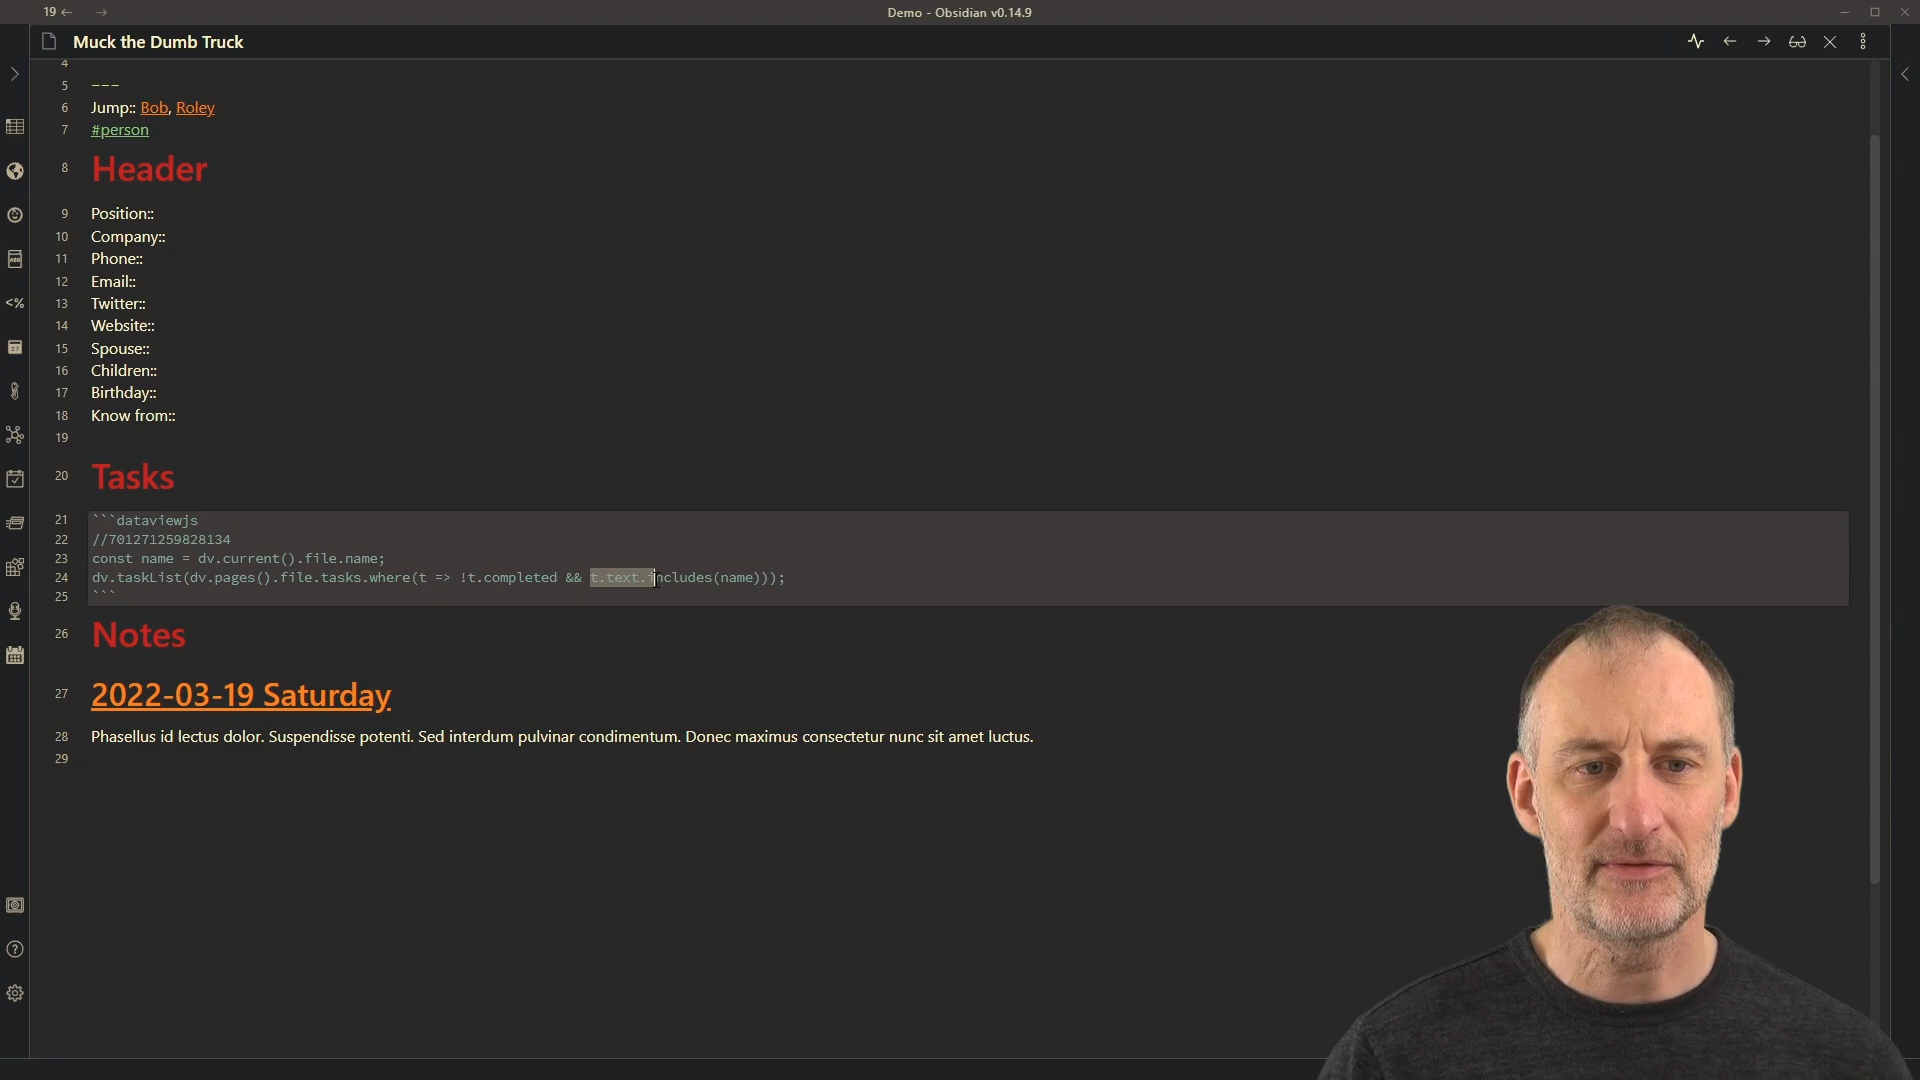 19
Demo - Obsidian v0.14.9
Muck the Dumb Truck
4
5 ---
6 Jump:: Bob, Roley
7 #person
8 Header
9 Position::
10 Company::
11 Phone::
12 Email::
13 Twitter::
14 Website::
15 Spouse::
16 Children::
17 Birthday::
18 Know from::
19
20 Tasks
21 ```dataviewjs
22 //701271259828134
23 const name = dv.current().file.name;
24 dv.taskList(dv.pages().file.tasks.where(t => !t.completed && t.text.includes(name)));
25 ```
26 Notes
27 2022-03-19 Saturday
28 Phasellus id lectus dolor. Suspendisse potenti. Sed interdum pulvinar condimentum. Donec maximus consectetur nunc sit amet luctus.
29
<%